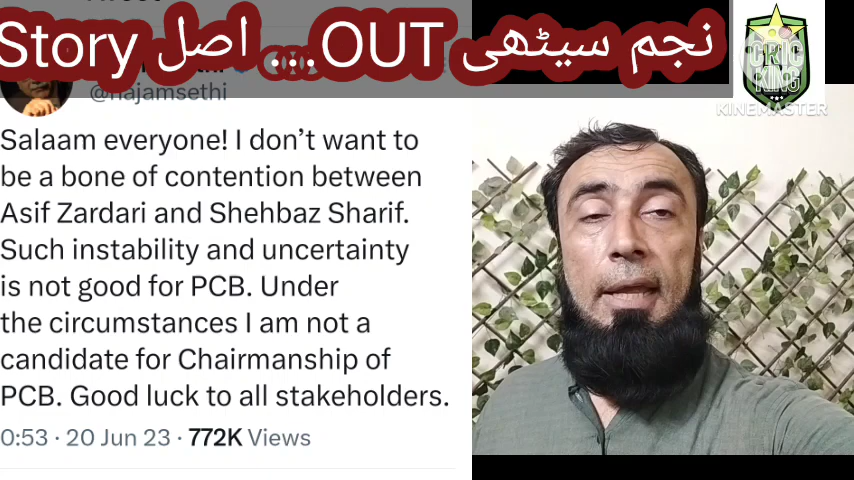 نجم سیٹھی OUT... اصل Story
CRIC
KING
KINEMASTER
@najamsethi
Salaam everyone! I don’t want to
be a bone of contention between
Asif Zardari and Shehbaz Sharif.
Such instability and uncertainty
is not good for PCB. Under
the circumstances I am not a
candidate for Chairmanship of
PCB. Good luck to all stakeholders.
0:53 · 20 Jun 23 · 772K Views